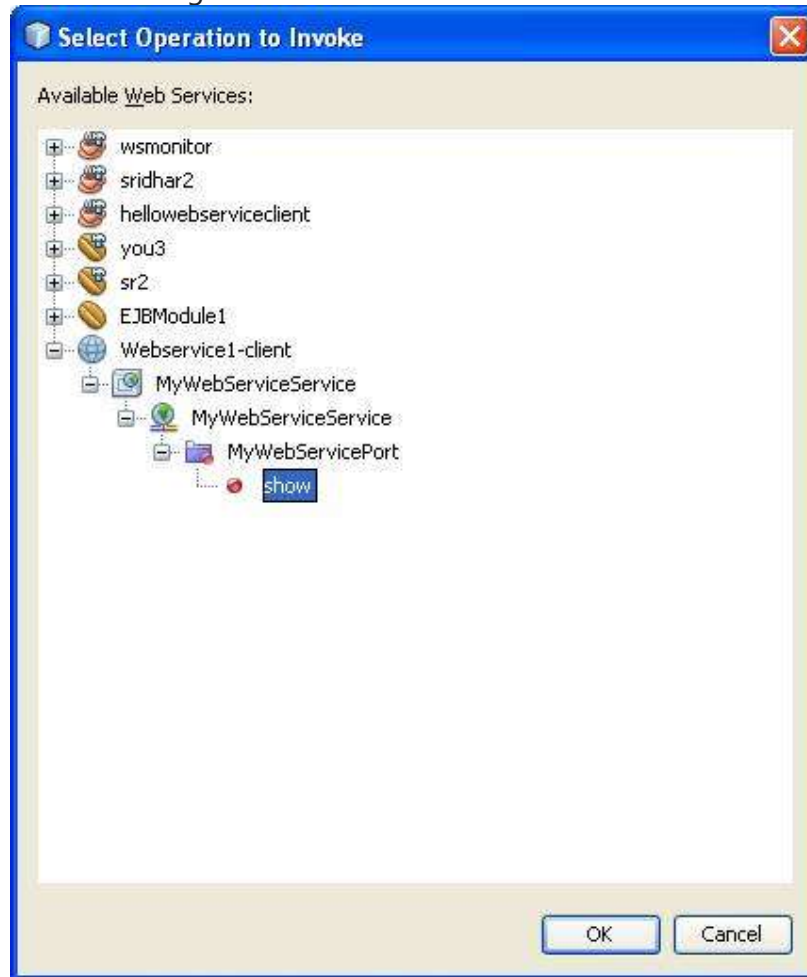 Select Operation to Invoke
Available Web Services:
wsmonitor
sridhar2
hellowebserviceclient
you3
sr2
EJBModule1
Webservice1-client
MyWebServiceService
MyWebServiceService
MyWebServicePort
show
OK Cancel